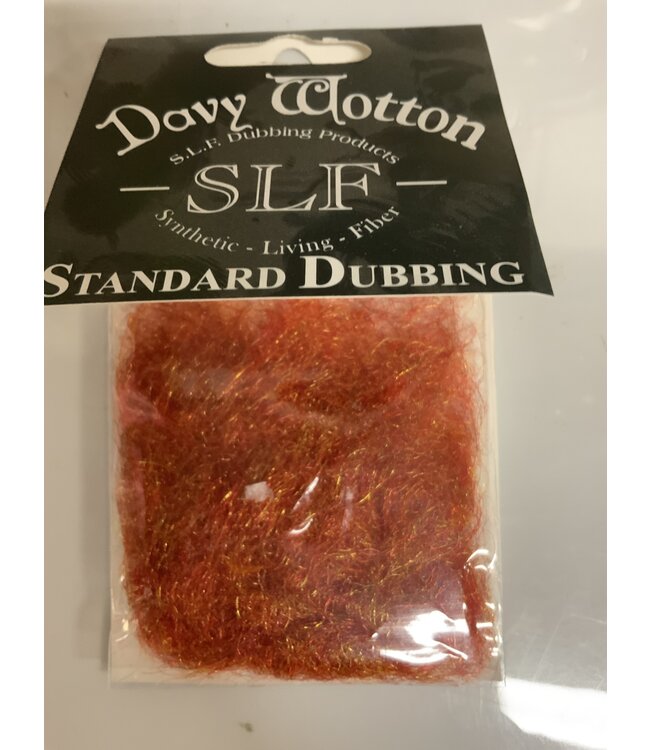 Davy Wotton
S.L.F. Dubbing Products
- SLF -
Synthetic - Living - Fiber
STANDARD DUBBING